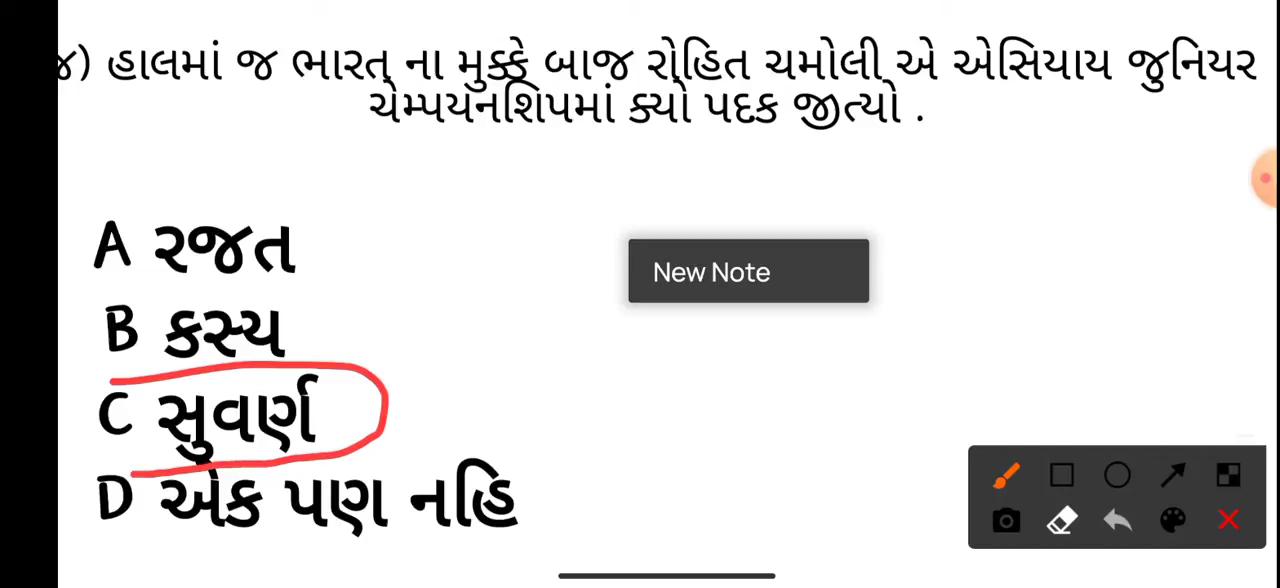 ૪) હાલમાં જ ભારત ના મુક્કે બાજ રોહિત ચમોલી એ એસિયાય જુનિયર
ચેમ્પયનશિપમાં ક્યો પદક જીત્યો .
A રજત
New Note
B કસ્ય
C સુવર્ણ
D એક પણ નહિ